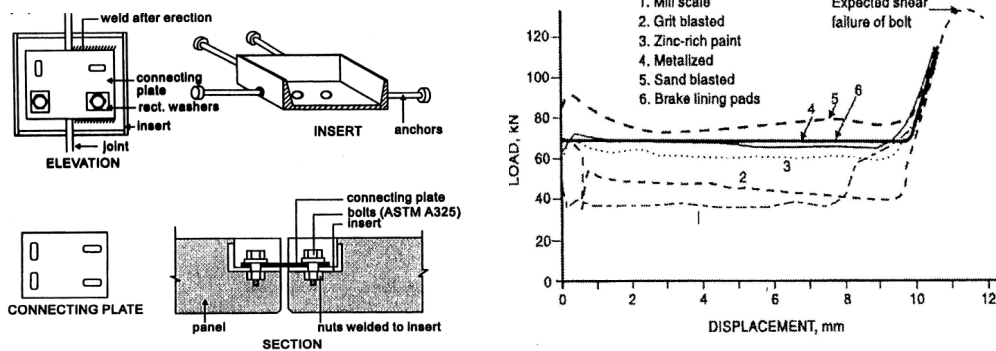 weld after erection
connecting
plate
rect. washers
insert
joint
ELEVATION
INSERT
anchors
CONNECTING PLATE
connecting plate
bolts (ASTM A325)
insert
panel
nuts welded to insert
SECTION
1. Mill scale
2. Grit blasted
3. Zinc-rich paint
4. Metalized
5. Sand blasted
6. Brake lining pads
Expected shear
failure of bolt
LOAD, kN
120
100
80
60
40
20
0
4 5 6
3
2
1
0 2 4 6 8 10 12
DISPLACEMENT, mm